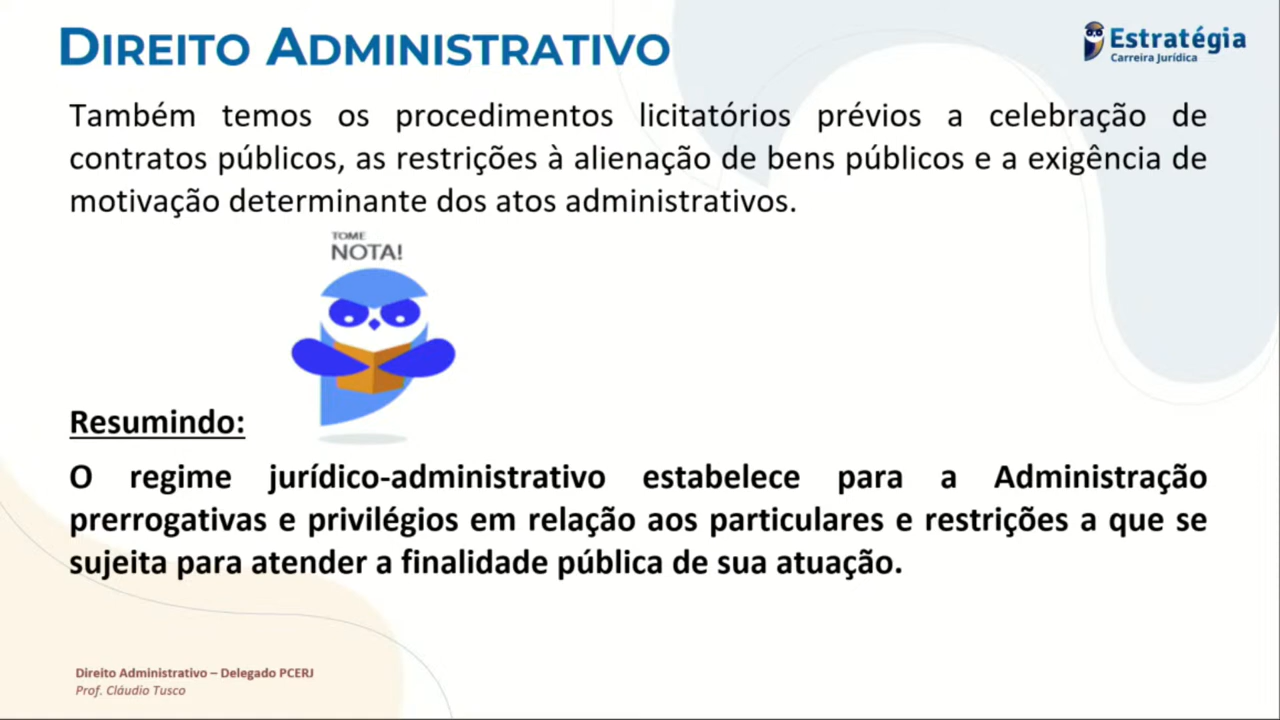 DIREITO ADMINISTRATIVO
Estratégia
Carreira Jurídica
Também temos os procedimentos licitatórios prévios a celebração de
contratos públicos, as restrições à alienação de bens públicos e a exigência de
motivação determinante dos atos administrativos.
TOME
NOTA!
Resumindo:
O regime jurídico-administrativo estabelece para a Administração
prerrogativas e privilégios em relação aos particulares e restrições a que se
sujeita para atender a finalidade pública de sua atuação.
Direito Administrativo – Delegado PCERJ
Prof. Cláudio Tusco